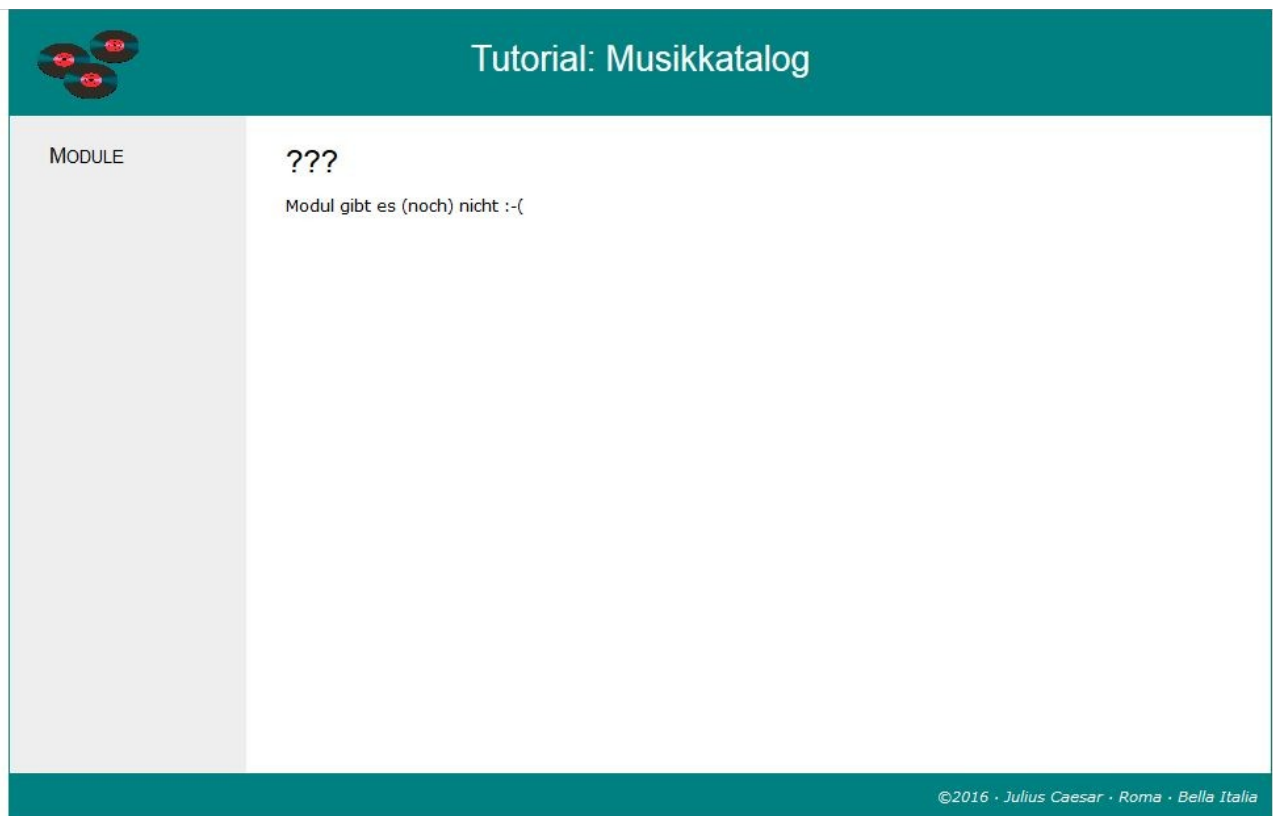 Tutorial: Musikkatalog
MODULE
???
Modul gibt es (noch) nicht :-(
©2016 · Julius Caesar · Roma · Bella Italia